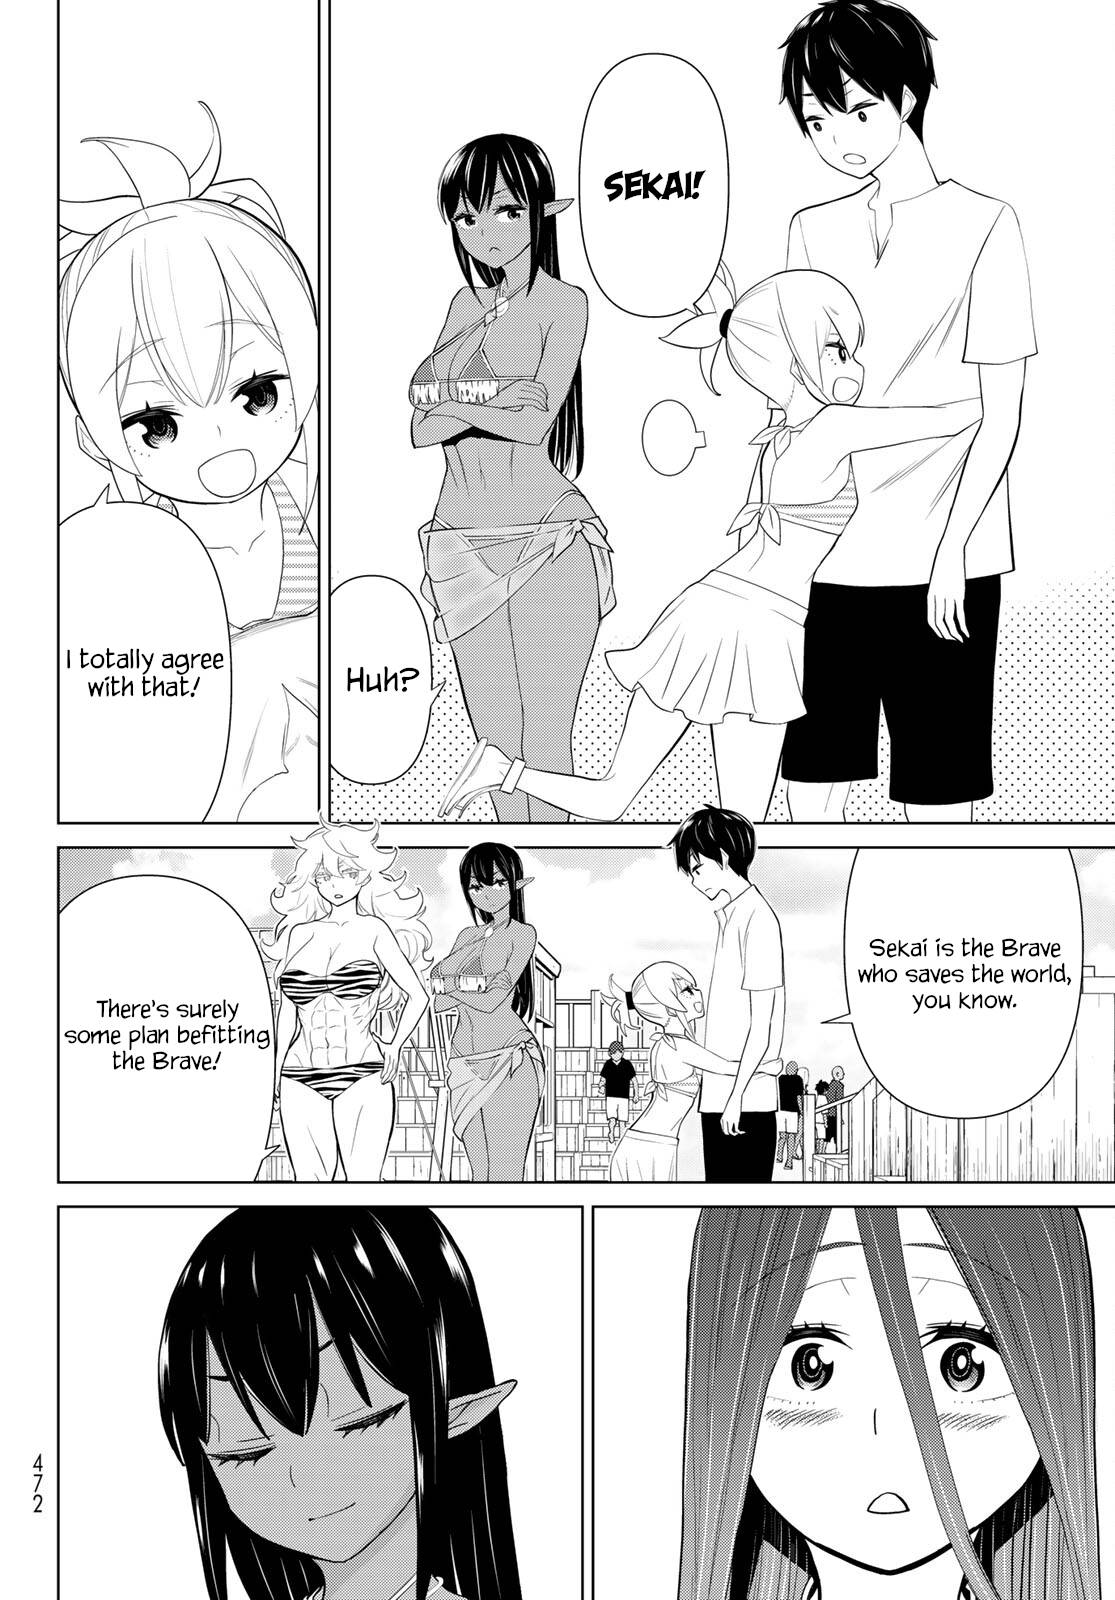 SEKAI!
Huh?
I totally agree
with that!
Sekai is the Brave
who saves the world,
you know.
There's surely
some plan befitting
the Brave!
472